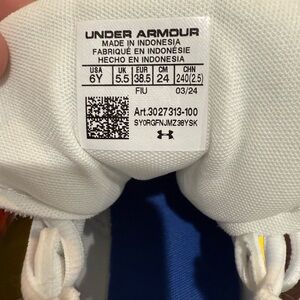 UNDER ARMOUR
MADE IN INDONESIA
FABRIQUÉ EN INDONÉSIE
HECHO EN INDONESIA
USA UK EUR CM CHN
6Y 5.5 38.5 24 240(2.5)
FIU 03/24
Art.3027313-100
SY0RGFNJMZ38YSK